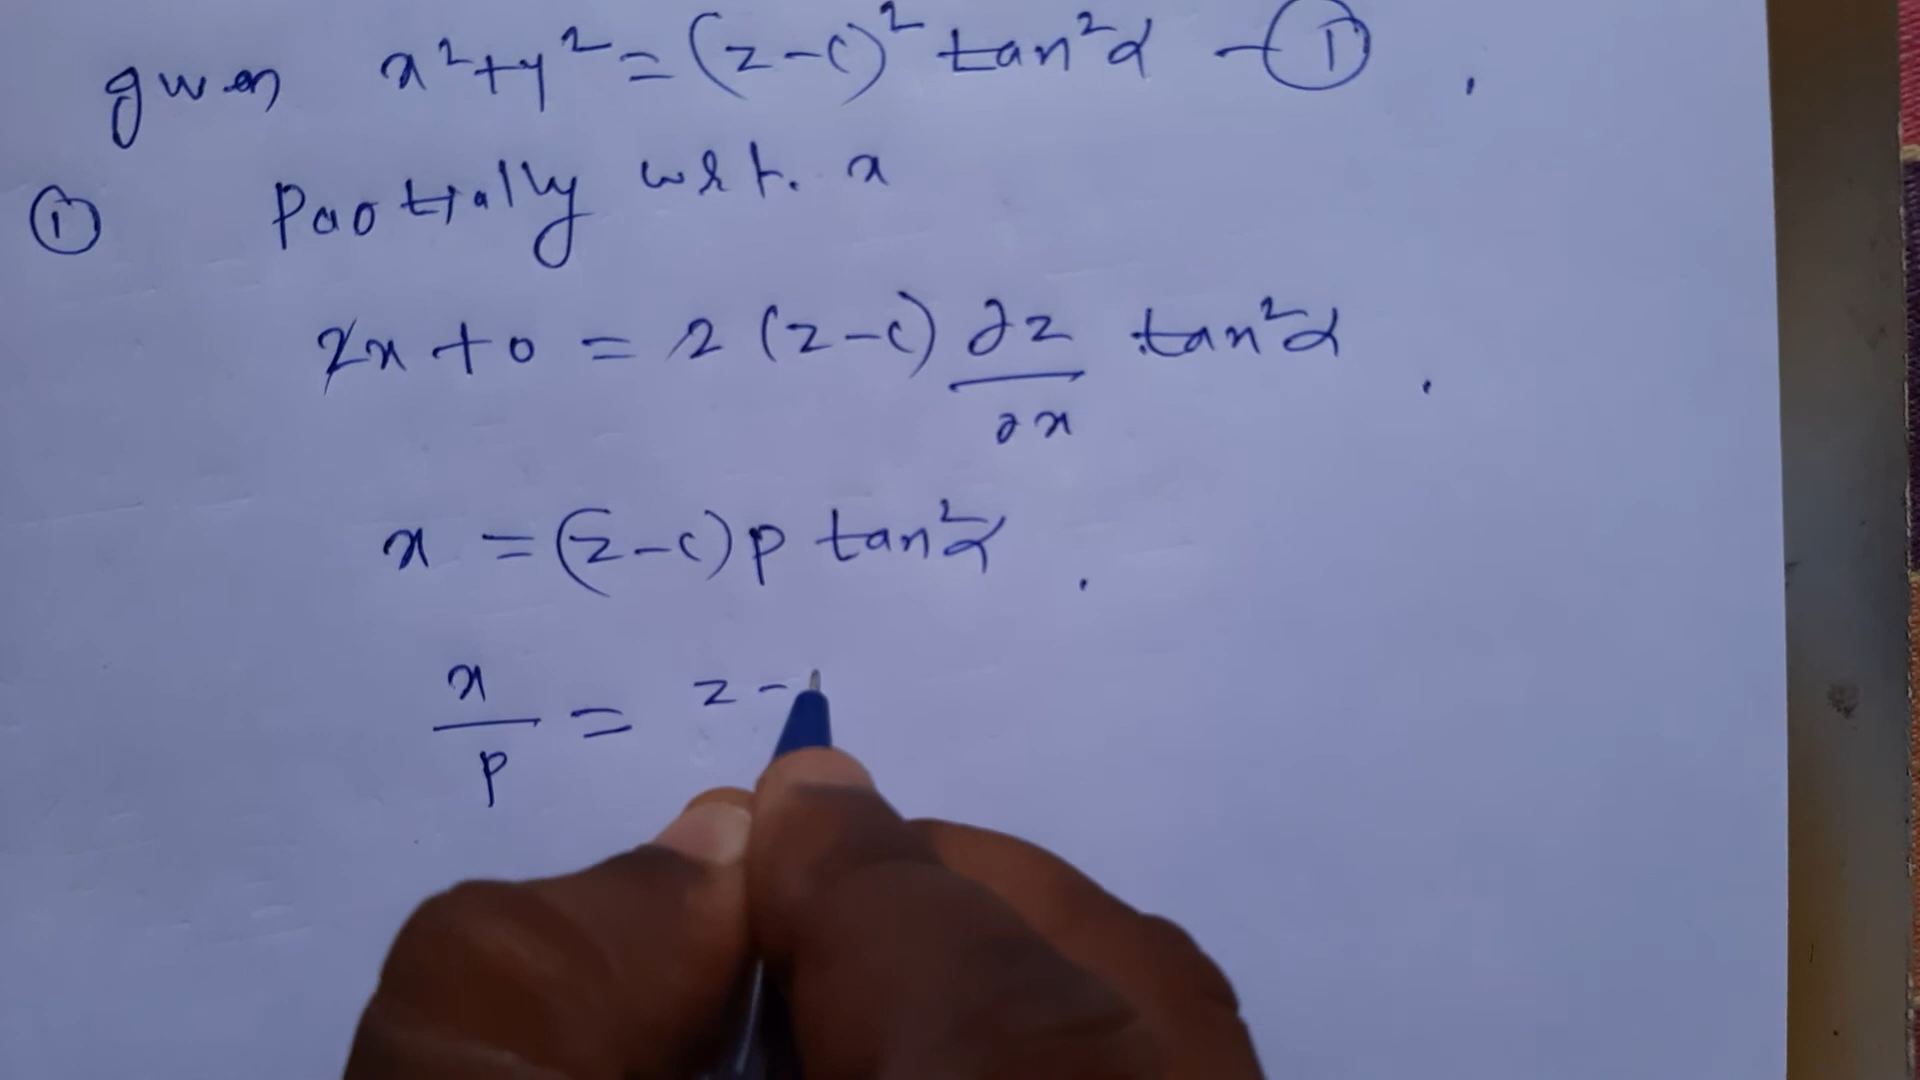 given x²+y² = (z-c)² tan²α - ①
① Partially w.r.t. x
2x + 0 = 2 (z-c) ∂z/∂x tan²α
x = (z-c) p tan²α
x/p = z -